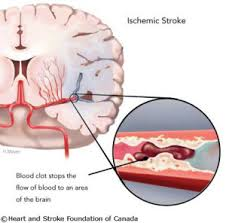 Ischemic Stroke
Blood clot stops the
flow of blood to an area
of the brain
©Heart and Stroke Foundation of Canada